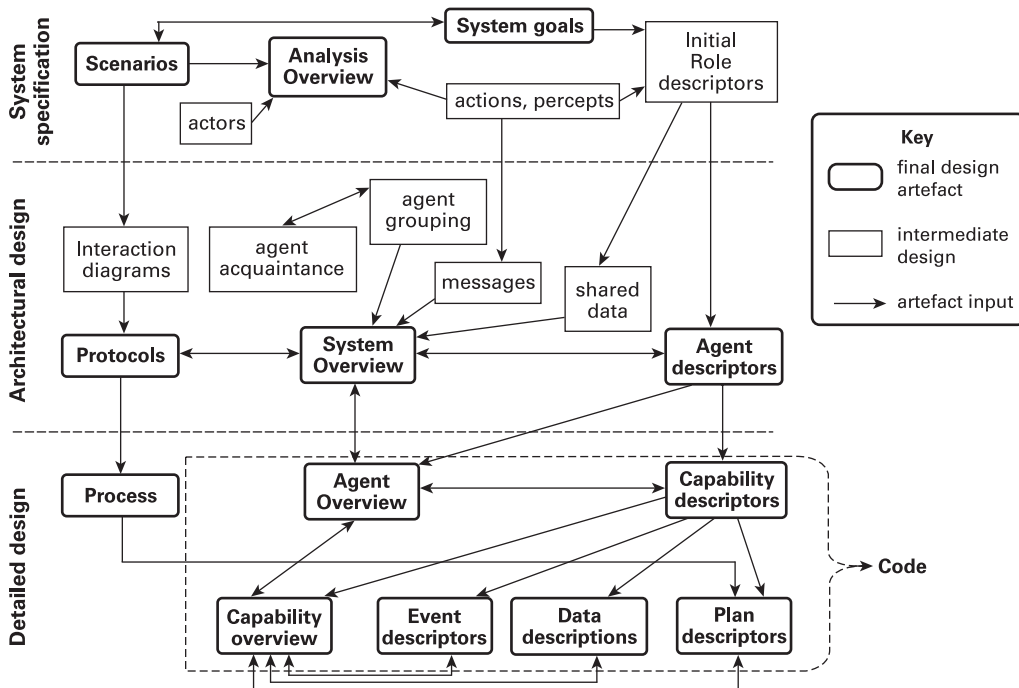 System specification
System goals
Scenarios
Analysis
Overview
Initial
Role
descriptors
actions, percepts
actors
Key
final design
artefact
intermediate
design
artefact input
Architectural design
agent
grouping
Interaction
diagrams
agent
acquaintance
messages
shared
data
Protocols
System
Overview
Agent
descriptors
Detailed design
Process
Agent
Overview
Capability
descriptors
Code
Capability
overview
Event
descriptors
Data
descriptions
Plan
descriptors